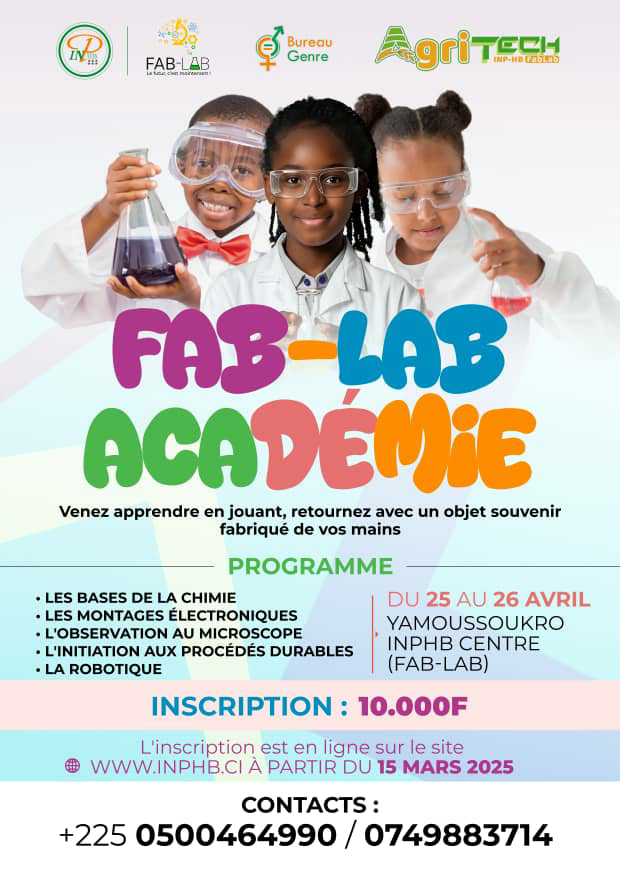 INP HB
FAB-LAB
Le futur, c'est maintenant !
Bureau
Genre
AgriTECH
INP-HB FabLab
FAB-LAB
ACADÉMiE
Venez apprendre en jouant, retournez avec un objet souvenir
fabriqué de vos mains
PROGRAMME
• LES BASES DE LA CHIMIE
• LES MONTAGES ÉLECTRONIQUES
• L'OBSERVATION AU MICROSCOPE
• L'INITIATION AUX PROCÉDÉS DURABLES
• LA ROBOTIQUE
DU 25 AU 26 AVRIL
YAMOUSSOUKRO
INPHB CENTRE
(FAB-LAB)
INSCRIPTION : 10.000F
L'inscription est en ligne sur le site
WWW.INPHB.CI À PARTIR DU 15 MARS 2025
CONTACTS :
+225 0500464990 / 0749883714